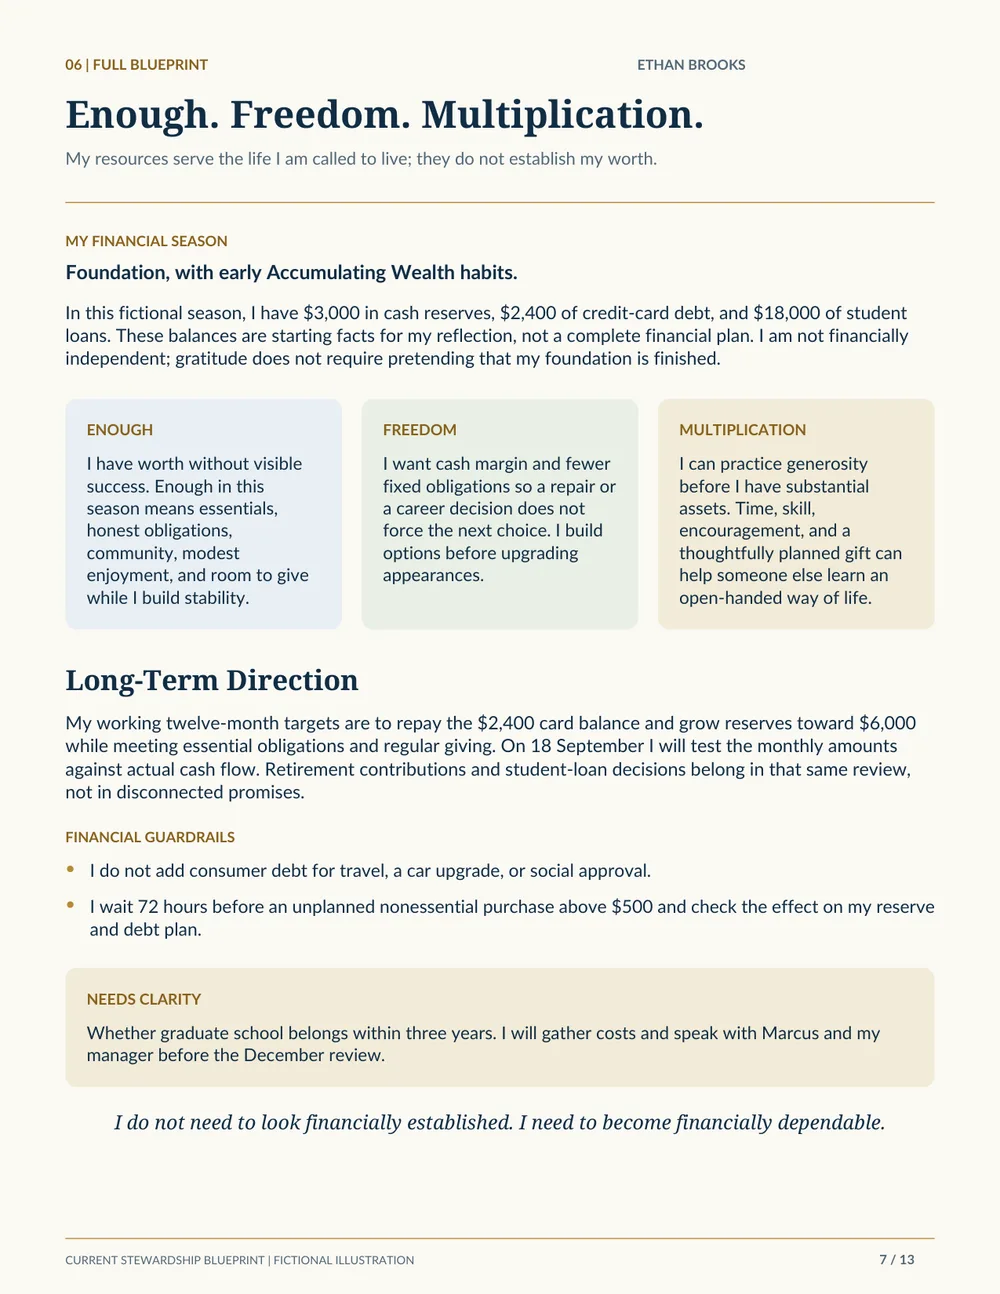 06 | FULL BLUEPRINT
ETHAN BROOKS
Enough. Freedom. Multiplication.
My resources serve the life I am called to live; they do not establish my worth.
MY FINANCIAL SEASON
Foundation, with early Accumulating Wealth habits.
In this fictional season, I have $3,000 in cash reserves, $2,400 of credit-card debt, and $18,000 of student
loans. These balances are starting facts for my reflection, not a complete financial plan. I am not financially
independent; gratitude does not require pretending that my foundation is finished.
ENOUGH
I have worth without visible
success. Enough in this
season means essentials,
honest obligations,
community, modest
enjoyment, and room to give
while I build stability.
FREEDOM
I want cash margin and fewer
fixed obligations so a repair or
a career decision does not
force the next choice. I build
options before upgrading
appearances.
MULTIPLICATION
I can practice generosity
before I have substantial
assets. Time, skill,
encouragement, and a
thoughtfully planned gift can
help someone else learn an
open-handed way of life.
Long-Term Direction
My working twelve-month targets are to repay the $2,400 card balance and grow reserves toward $6,000
while meeting essential obligations and regular giving. On 18 September I will test the monthly amounts
against actual cash flow. Retirement contributions and student-loan decisions belong in that same review,
not in disconnected promises.
FINANCIAL GUARDRAILS
• I do not add consumer debt for travel, a car upgrade, or social approval.
• I wait 72 hours before an unplanned nonessential purchase above $500 and check the effect on my reserve
and debt plan.
NEEDS CLARITY
Whether graduate school belongs within three years. I will gather costs and speak with Marcus and my
manager before the December review.
I do not need to look financially established. I need to become financially dependable.
CURRENT STEWARDSHIP BLUEPRINT | FICTIONAL ILLUSTRATION
7 / 13